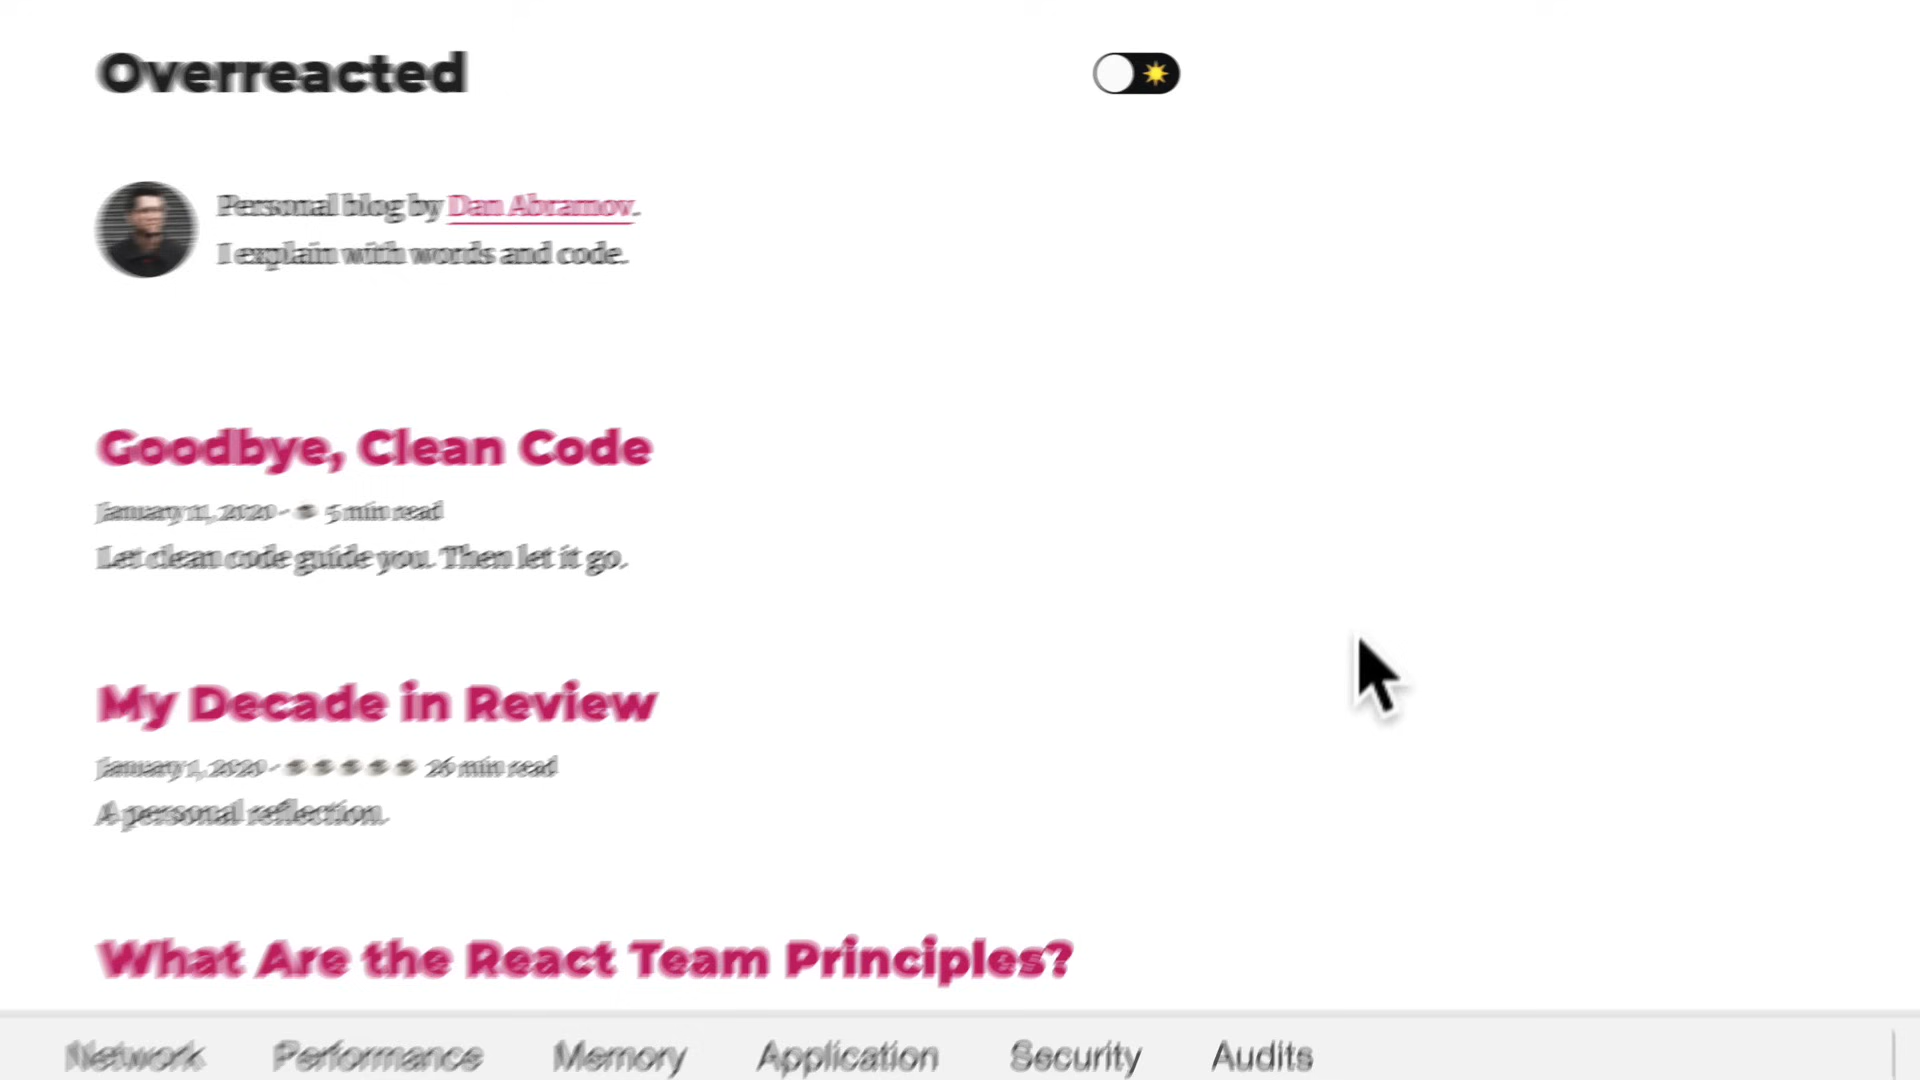 Overreacted
Personal blog by Dan Abramov.
I explain with words and code.
Goodbye, Clean Code
January 11, 2020 · 5 min read
Let clean code guide you. Then let it go.
My Decade in Review
January 1, 2020 · 26 min read
A personal reflection.
What Are the React Team Principles?
Network Performance Memory Application Security Audits